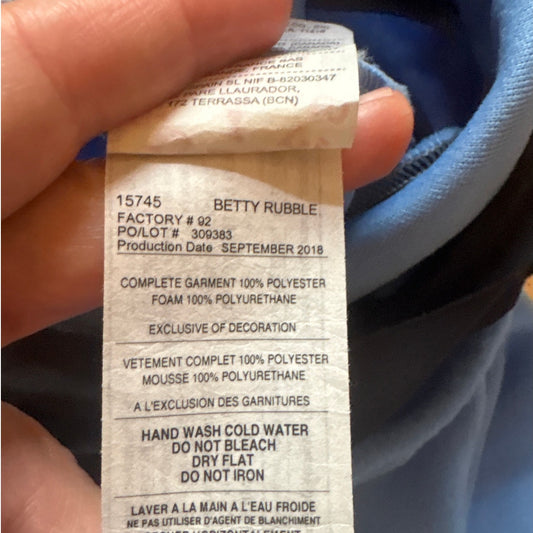 FRANCE
NIF B-82030347
LLAURADOR,
172 TERRASSA (BCN)
15745 BETTY RUBBLE
FACTORY # 92
PO/LOT # 309383
Production Date SEPTEMBER 2018
COMPLETE GARMENT 100% POLYESTER
FOAM 100% POLYURETHANE
EXCLUSIVE OF DECORATION
VETEMENT COMPLET 100% POLYESTER
MOUSSE 100% POLYURETHANE
A L'EXCLUSION DES GARNITURES
HAND WASH COLD WATER
DO NOT BLEACH
DRY FLAT
DO NOT IRON
LAVER A LA MAIN A L'EAU FROIDE
NE PAS UTILISER D'AGENT DE BLANCHIMENT